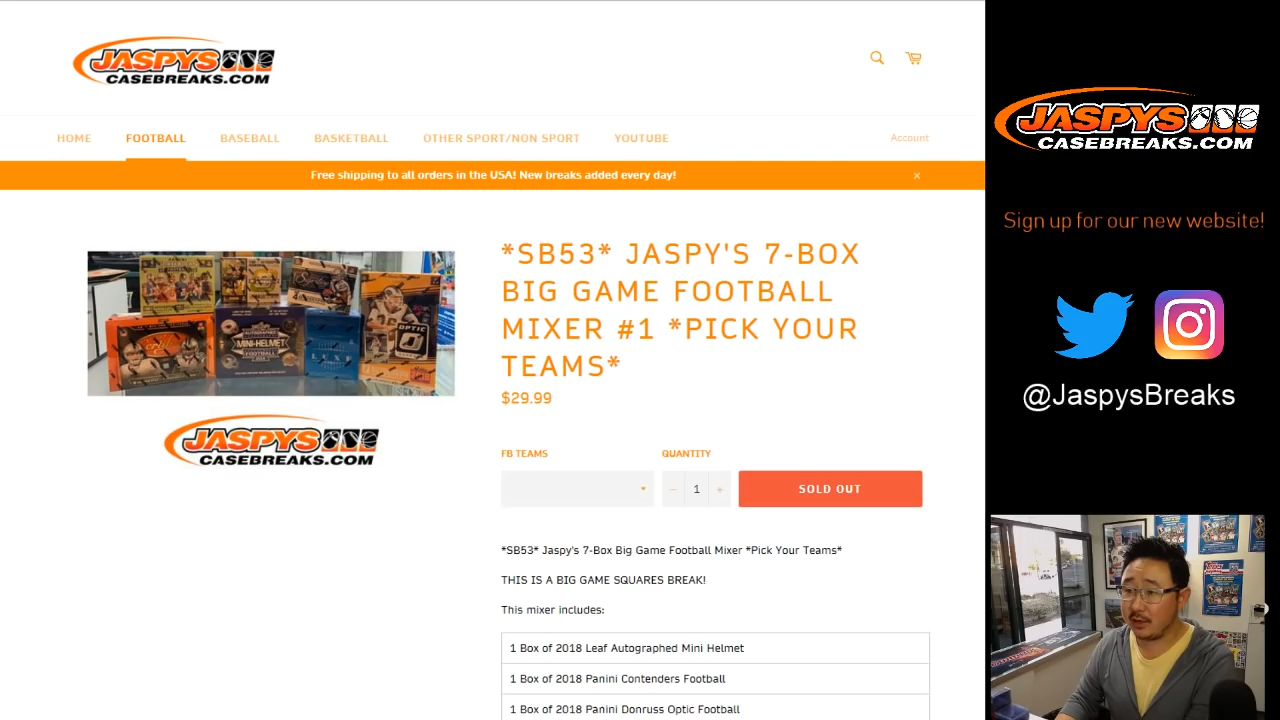 JASPYS
CASEBREAKS.COM
HOME FOOTBALL BASEBALL BASKETBALL OTHER SPORT/NON SPORT YOUTUBE Account
Free shipping to all orders in the USA! New breaks added every day! ×
*SB53* JASPY'S 7-BOX
BIG GAME FOOTBALL
MIXER #1 *PICK YOUR
TEAMS*
$29.99
MINI-HELMET
LUXE
OPTIC
JASPYS
CASEBREAKS.COM
FB TEAMS QUANTITY
− 1 + SOLD OUT
*SB53* Jaspy's 7-Box Big Game Football Mixer *Pick Your Teams*
THIS IS A BIG GAME SQUARES BREAK!
This mixer includes:
1 Box of 2018 Leaf Autographed Mini Helmet
1 Box of 2018 Panini Contenders Football
1 Box of 2018 Panini Donruss Optic Football
JASPYS
CASEBREAKS.COM
Sign up for our new website!
@JaspysBreaks